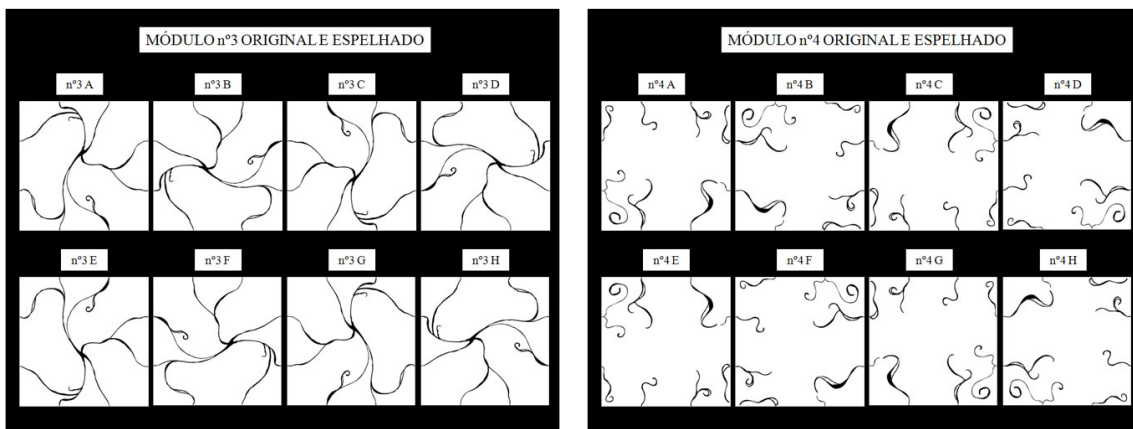 MÓDULO nº3 ORIGINAL E ESPELHADO
nº3 A nº3 B nº3 C nº3 D
nº3 E nº3 F nº3 G nº3 H
MÓDULO nº4 ORIGINAL E ESPELHADO
nº4 A nº4 B nº4 C nº4 D
nº4 E nº4 F nº4 G nº4 H